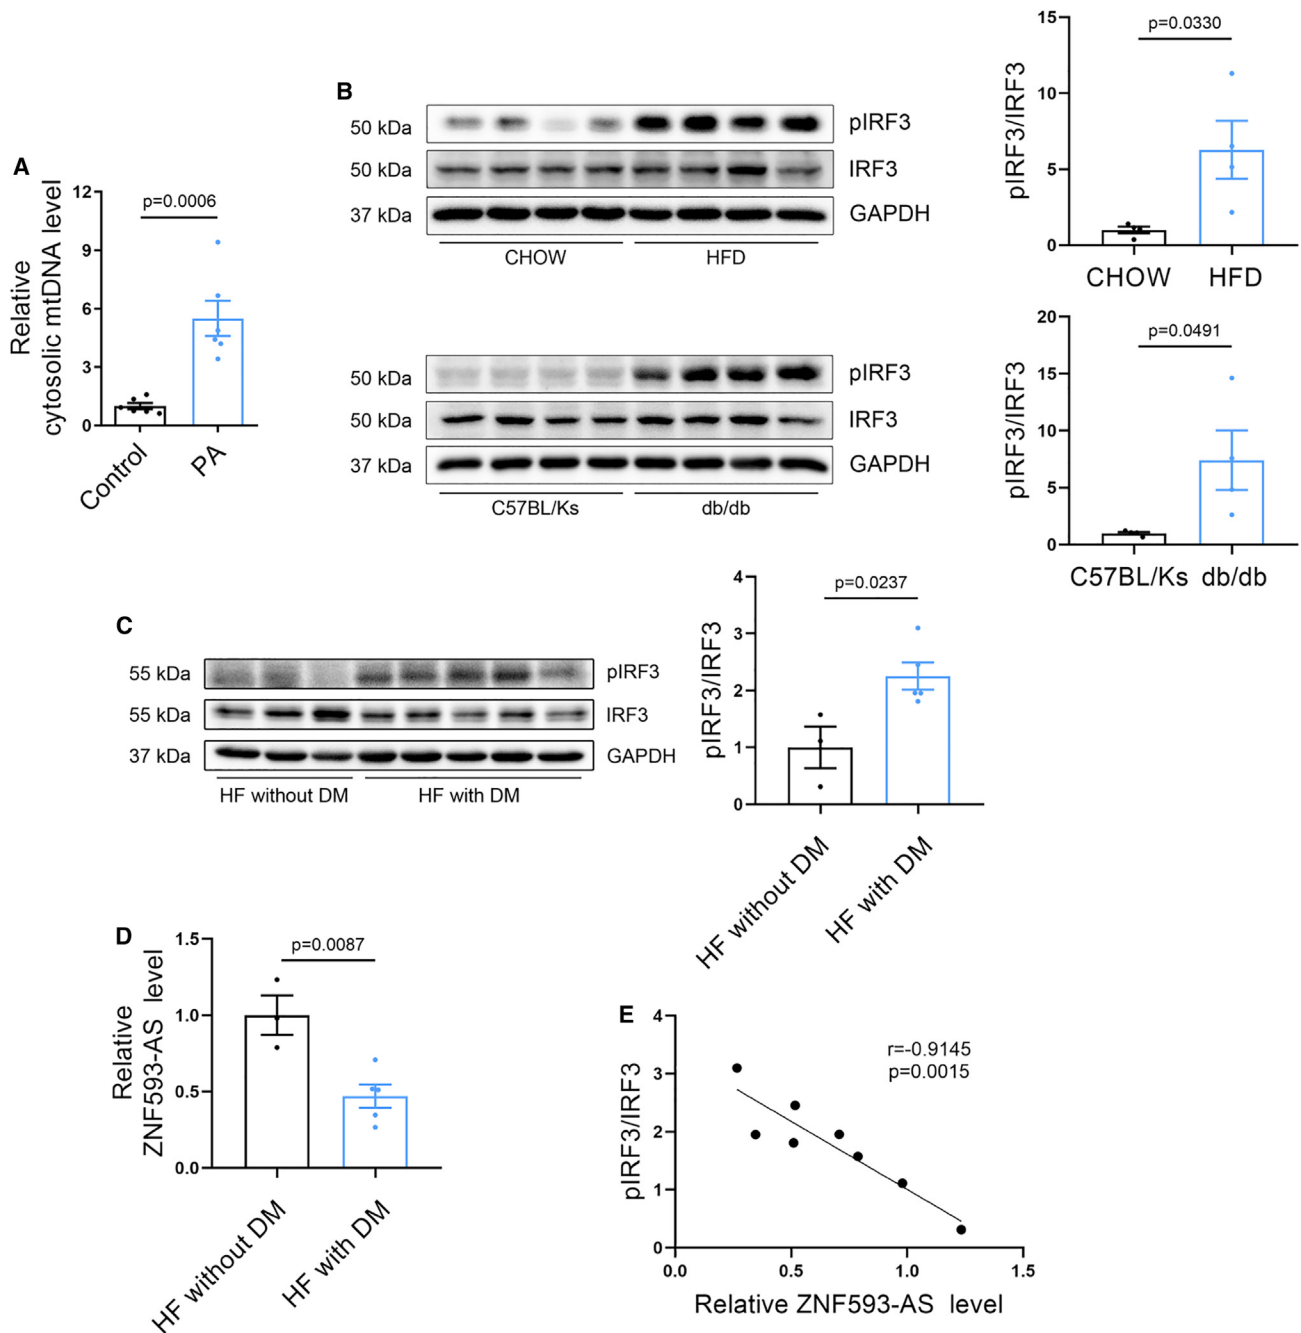 A
Relative
cytosolic mtDNA level
12
9
6
3
0
p=0.0006
Control
PA
B
50 kDa
pIRF3
50 kDa
IRF3
37 kDa
GAPDH
CHOW
HFD
pIRF3/IRF3
15
10
5
0
p=0.0330
CHOW
HFD
50 kDa
pIRF3
50 kDa
IRF3
37 kDa
GAPDH
C57BL/Ks
db/db
pIRF3/IRF3
20
15
10
5
0
p=0.0491
C57BL/Ks
db/db
C
55 kDa
pIRF3
55 kDa
IRF3
37 kDa
GAPDH
HF without DM
HF with DM
pIRF3/IRF3
4
3
2
1
0
p=0.0237
HF without DM
HF with DM
D
Relative
ZNF593-AS level
1.5
1.0
0.5
0.0
p=0.0087
HF without DM
HF with DM
E
pIRF3/IRF3
4
3
2
1
0
r=-0.9145
p=0.0015
0.0
0.5
1.0
1.5
Relative ZNF593-AS level